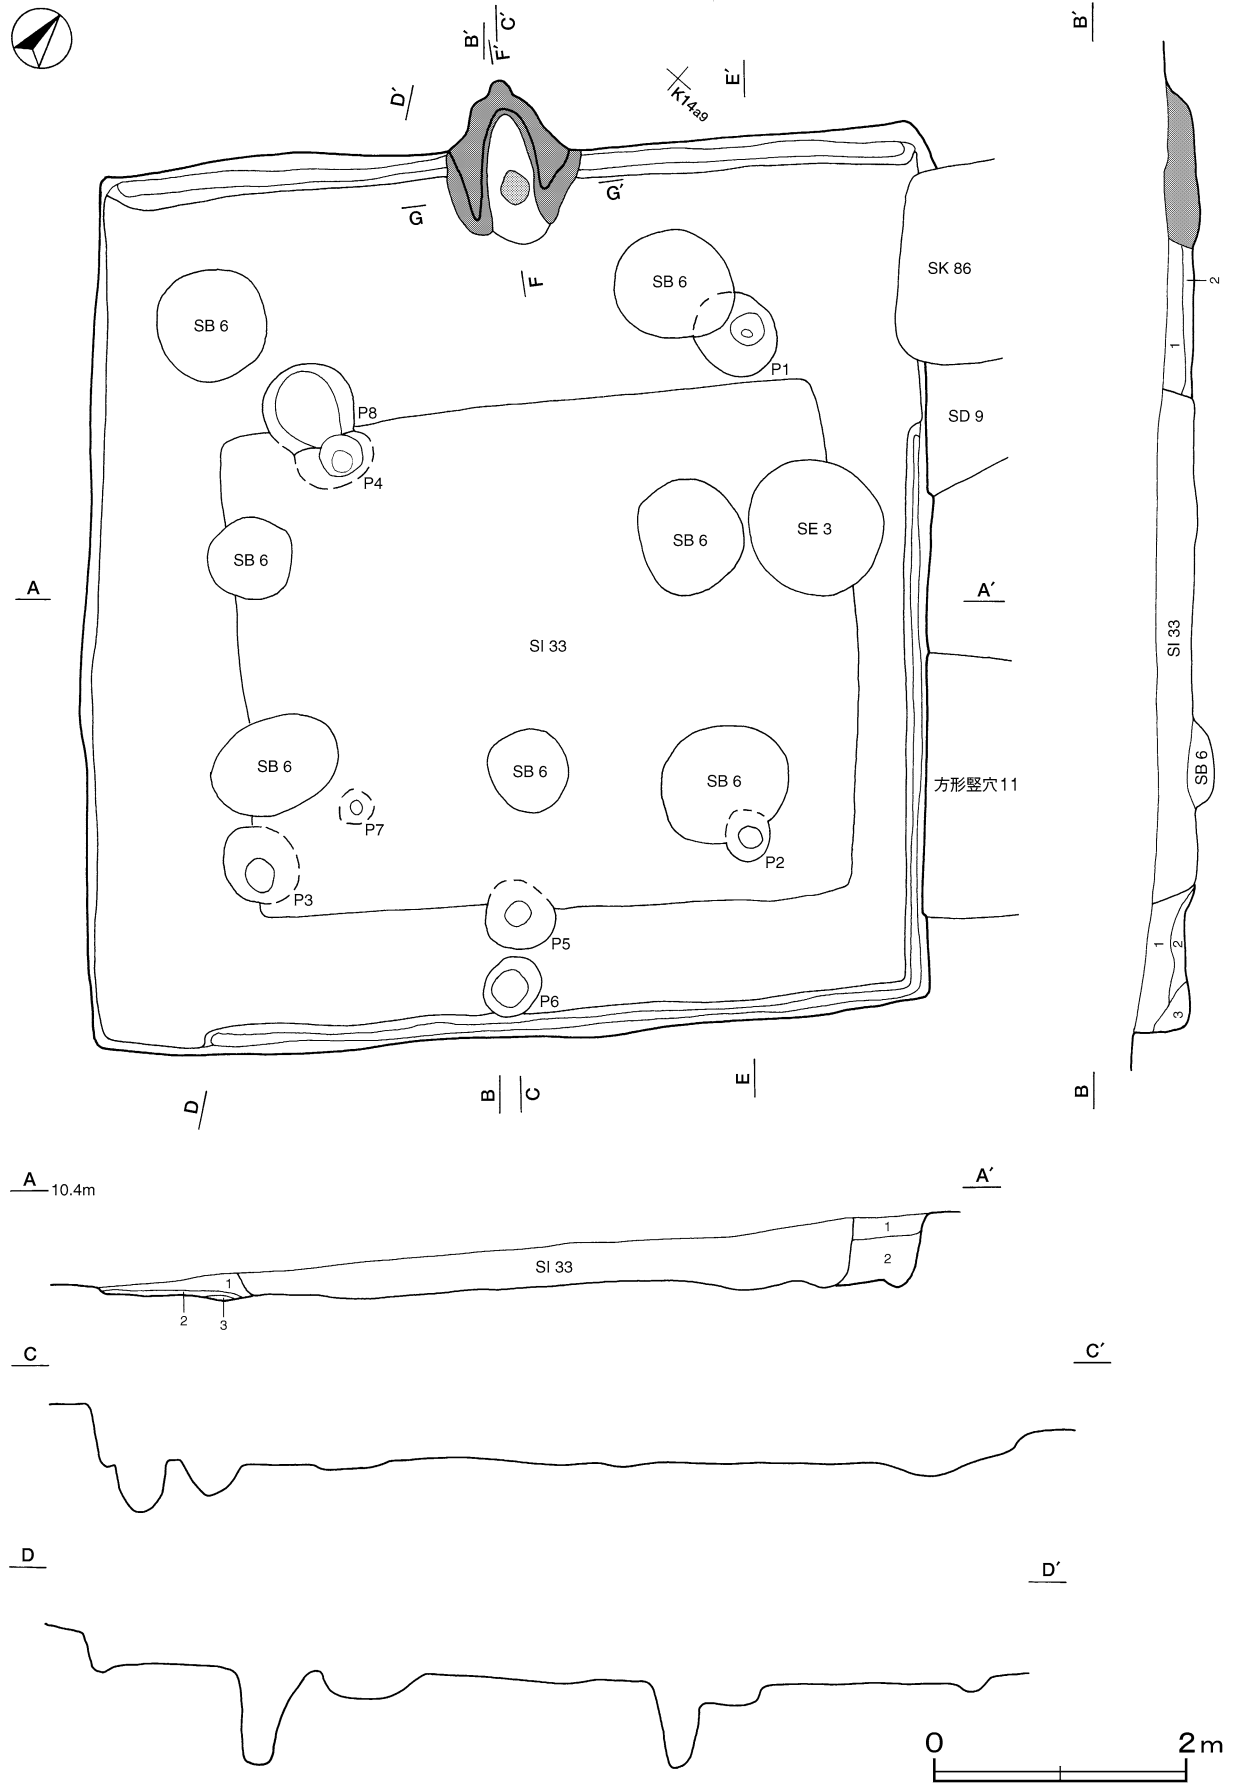 B′
C′
F′
B′
D′
E′
K14a9
G
G′
F
SB 6
SB 6
SK 86
2
1
P1
P8
SD 9
P4
SB 6
SB 6
SE 3
A
A′
SI 33
SI 33
SB 6
SB 6
SB 6
方形竪穴11
SB 6
P7
P2
P3
P5
1
2
P6
3
D
B
C
E
B
A 10.4m
A′
1
2
SI 33
1
2
3
C
C′
D
D′
0
2m